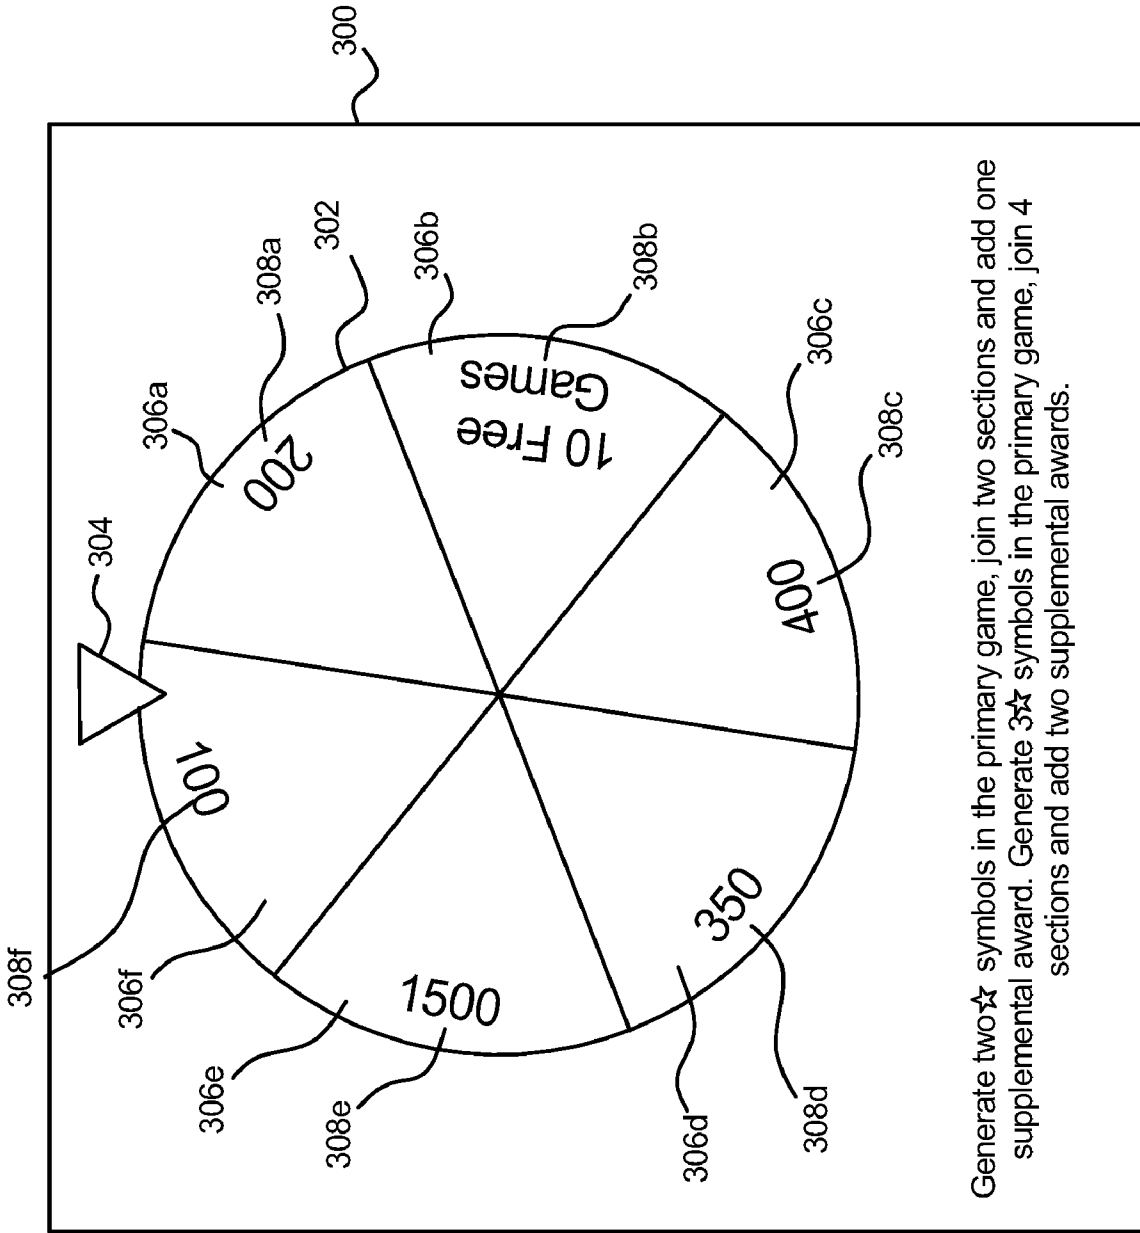 300
304
306a
308a
200
302
306b
308b
10 Free
Games
306c
308c
400
350
308d
306d
1500
308e
306e
306f
308f
100
Generate two☆ symbols in the primary game, join two sections and add one
supplemental award. Generate 3☆ symbols in the primary game, join 4
sections and add two supplemental awards.